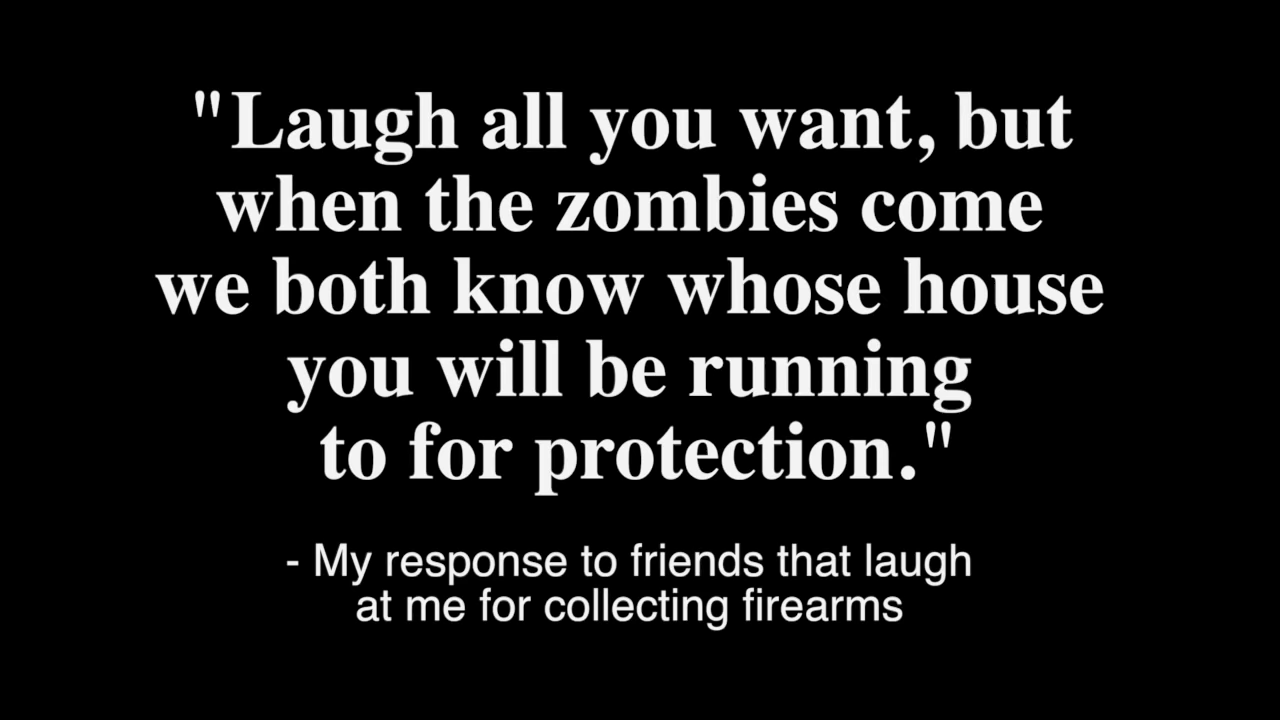 "Laugh all you want, but
when the zombies come
we both know whose house
you will be running
to for protection."
- My response to friends that laugh
at me for collecting firearms